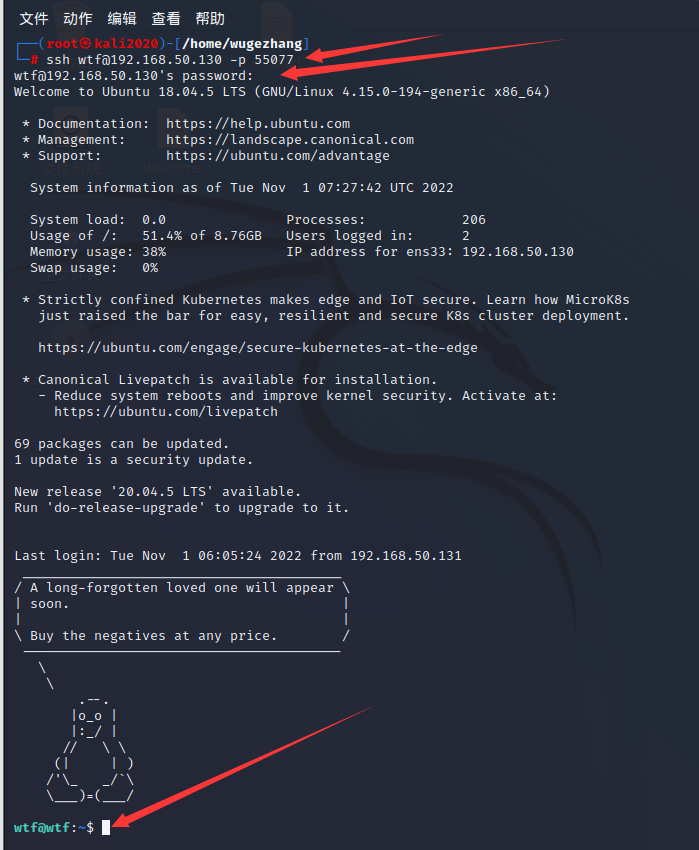 文件 动作 编辑 查看 帮助
┌──(root㉿kali2020)-[/home/wugezhang]
└─# ssh wtf@192.168.50.130 -p 55077
wtf@192.168.50.130's password:
Welcome to Ubuntu 18.04.5 LTS (GNU/Linux 4.15.0-194-generic x86_64)
* Documentation:  https://help.ubuntu.com
* Management:     https://landscape.canonical.com
* Support:        https://ubuntu.com/advantage
System information as of Tue Nov  1 07:27:42 UTC 2022
System load:  0.0               Processes:            206
Usage of /:   51.4% of 8.76GB   Users logged in:      2
Memory usage: 38%               IP address for ens33: 192.168.50.130
Swap usage:   0%
* Strictly confined Kubernetes makes edge and IoT secure. Learn how MicroK8s
just raised the bar for easy, resilient and secure K8s cluster deployment.
https://ubuntu.com/engage/secure-kubernetes-at-the-edge
* Canonical Livepatch is available for installation.
- Reduce system reboots and improve kernel security. Activate at:
https://ubuntu.com/livepatch
69 packages can be updated.
1 update is a security update.
New release '20.04.5 LTS' available.
Run 'do-release-upgrade' to upgrade to it.
Last login: Tue Nov  1 06:05:24 2022 from 192.168.50.131
/ A long-forgotten loved one will appear \
| soon.                                  |
|                                        |
\ Buy the negatives at any price.        /
\
\
.--.
|o_o |
|:_/ |
//   \ \
(|     | )
/'\_   _/`\
\___)=(___/
wtf@wtf:~$